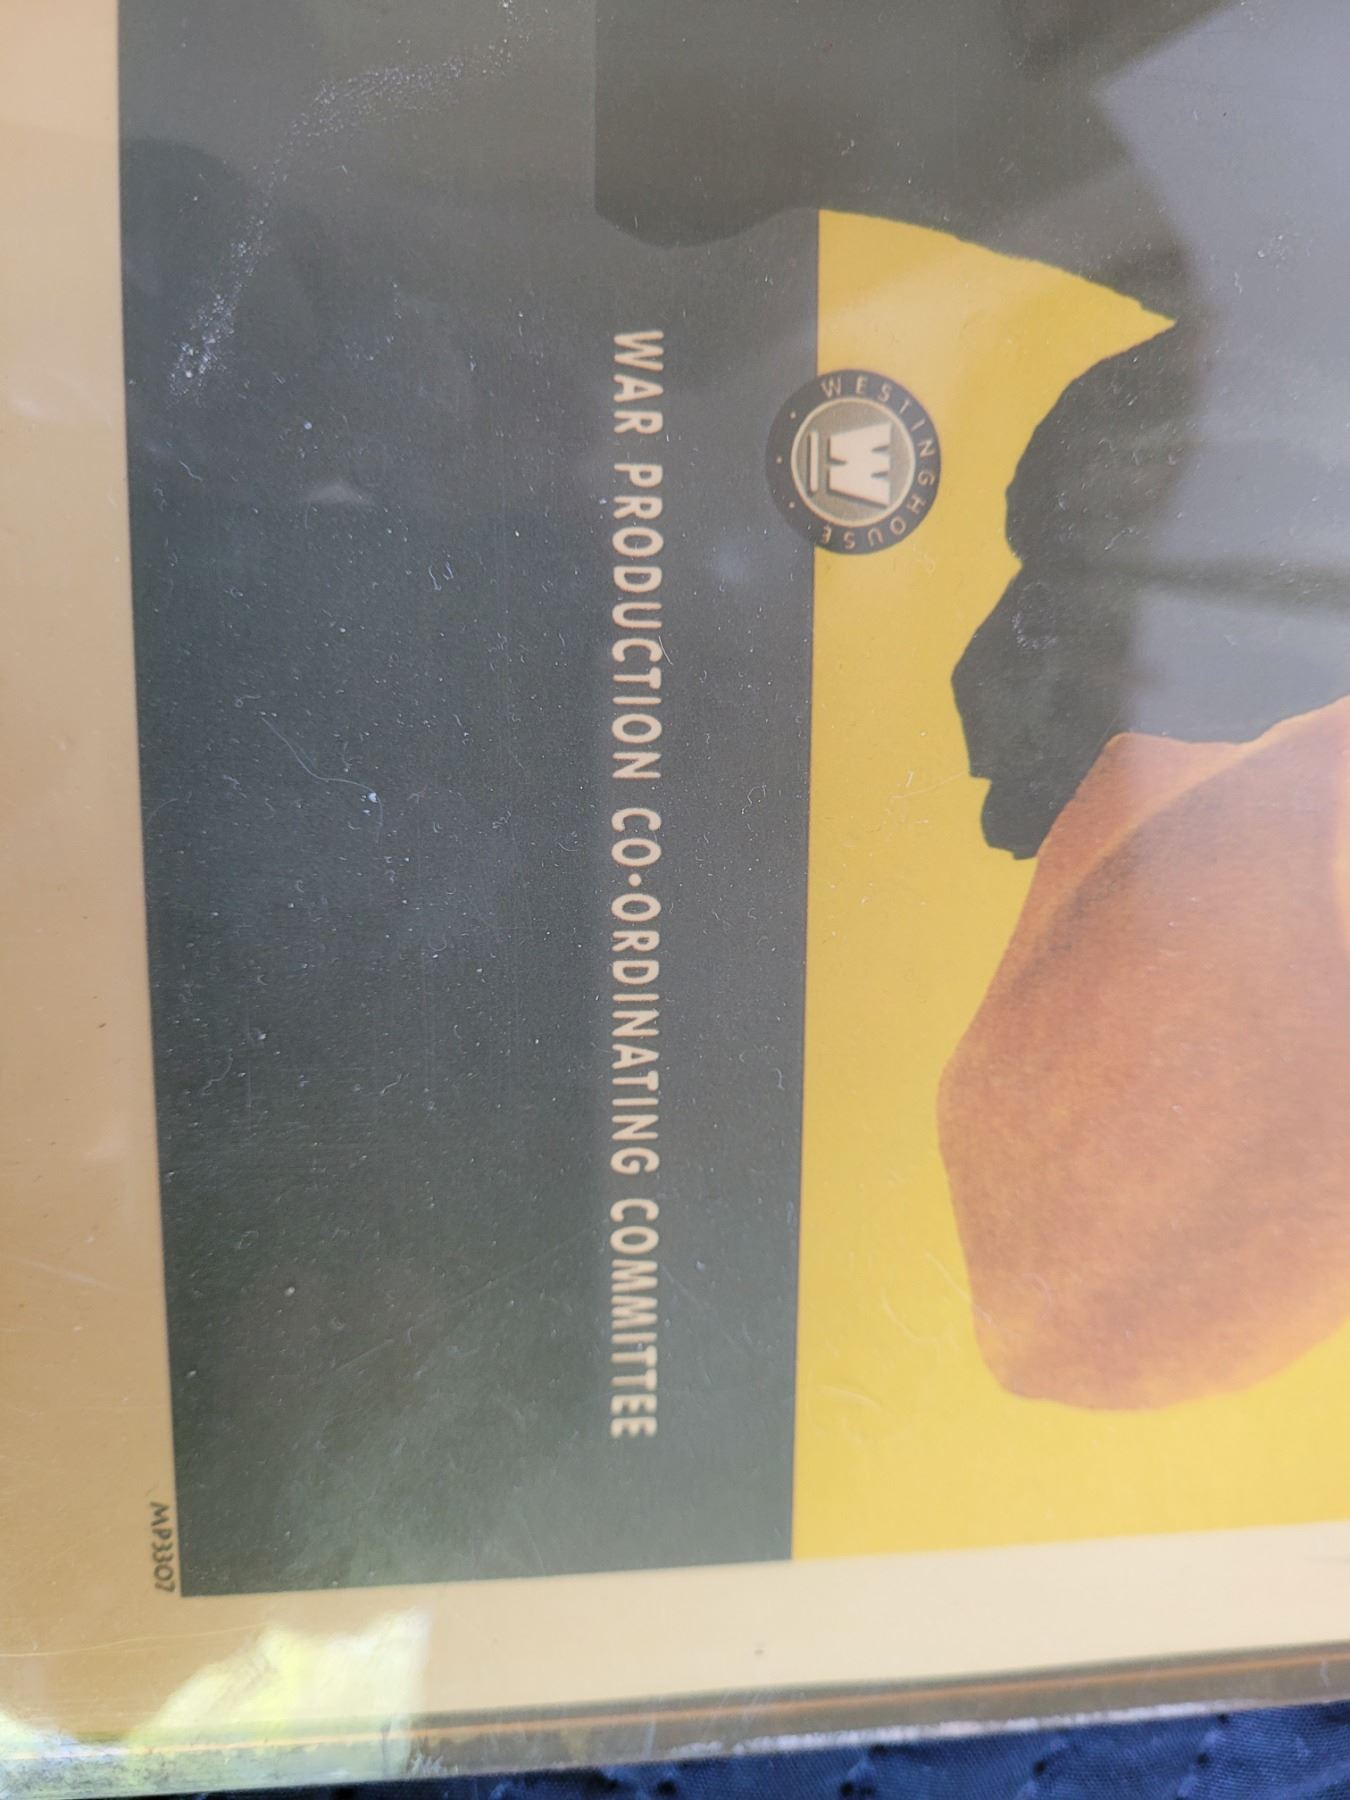 WESTINGHOUSE
W
WAR PRODUCTION CO·ORDINATING COMMITTEE
MP3307